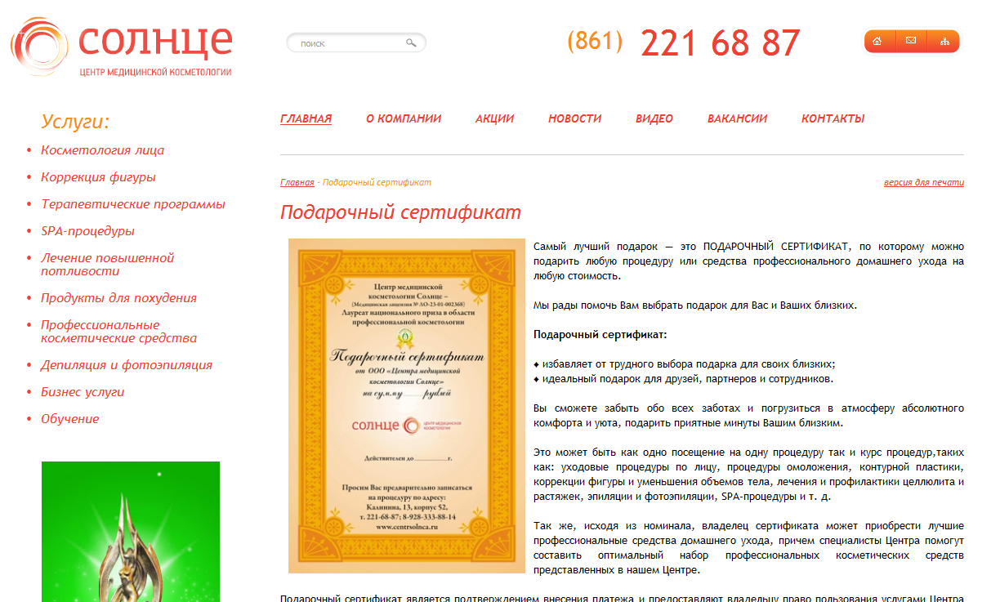 солнце
ЦЕНТР МЕДИЦИНСКОЙ КОСМЕТОЛОГИИ
поиск
(861) 221 68 87
Услуги:
• Косметология лица
• Коррекция фигуры
• Терапевтические программы
• SPA-процедуры
• Лечение повышенной
потливости
• Продукты для похудения
• Профессиональные
косметические средства
• Депиляция и фотоэпиляция
• Бизнес услуги
• Обучение
ГЛАВНАЯ О КОМПАНИИ АКЦИИ НОВОСТИ ВИДЕО ВАКАНСИИ КОНТАКТЫ
Главная - Подарочный сертификат
версия для печати
Подарочный сертификат
Центр медицинской
косметологии Солнце –
(Медицинская лицензия № ЛО-23-01-002368)
Лауреат национального приза в области
профессиональной косметологии
Подарочный сертификат
от ООО «Центра медицинской
косметологии Солнце»
на сумму ______ рублей
солнце ЦЕНТР МЕДИЦИНСКОЙ
КОСМЕТОЛОГИИ
Действителен до __________ г.
Просим Вас предварительно записаться
на процедуру по адресу:
Калинина, 13, корпус 52,
т. 221-68-87; 8-928-333-88-14
www.centrsolnca.ru
Самый лучший подарок — это ПОДАРОЧНЫЙ СЕРТИФИКАТ, по которому можно
подарить любую процедуру или средства профессионального домашнего ухода на
любую стоимость.
Мы рады помочь Вам выбрать подарок для Вас и Ваших близких.
Подарочный сертификат:
♦ избавляет от трудного выбора подарка для своих близких;
♦ идеальный подарок для друзей, партнеров и сотрудников.
Вы сможете забыть обо всех заботах и погрузиться в атмосферу абсолютного
комфорта и уюта, подарить приятные минуты Вашим близким.
Это может быть как одно посещение на одну процедуру так и курс процедур,таких
как: уходовые процедуры по лицу, процедуры омоложения, контурной пластики,
коррекции фигуры и уменьшения объемов тела, лечения и профилактики целлюлита и
растяжек, эпиляции и фотоэпиляции, SPA-процедуры и т. д.
Так же, исходя из номинала, владелец сертификата может приобрести лучшие
профессиональные средства домашнего ухода, причем специалисты Центра помогут
составить оптимальный набор профессиональных косметических средств
представленных в нашем Центре.
Подарочный сертификат является подтверждением внесения платежа и предоставляют владельцу право пользования услугами Центра